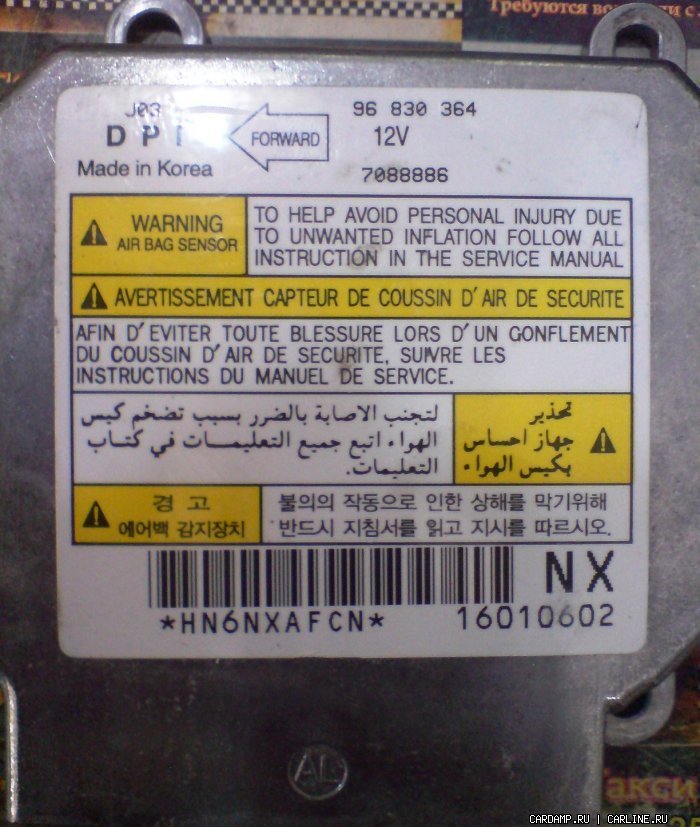 Требуются
J03
96 830 364
D P I
FORWARD
12V
Made in Korea
7088886
WARNING
AIR BAG SENSOR
TO HELP AVOID PERSONAL INJURY DUE
TO UNWANTED INFLATION FOLLOW ALL
INSTRUCTION IN THE SERVICE MANUAL
AVERTISSEMENT CAPTEUR DE COUSSIN D'AIR DE SECURITE
AFIN D'EVITER TOUTE BLESSURE LORS D'UN GONFLEMENT
DU COUSSIN D'AIR DE SECURITE, SUIVRE LES
INSTRUCTIONS DU MANUEL DE SERVICE.
تحذير
جهاز احساس
بكيس الهواء
لتجنب الاصابة بالضرر بسبب تضخم كيس
الهواء اتبع جميع التعليمات في كتاب
التعليمات.
경 고
에어백 감지장치
불의의 작동으로 인한 상해를 막기위해
반드시 지침서를 읽고 지시를 따르시오.
NX
*HN6NXAFCN*
16010602
AL
CARDAMP.RU | CARLINE.RU